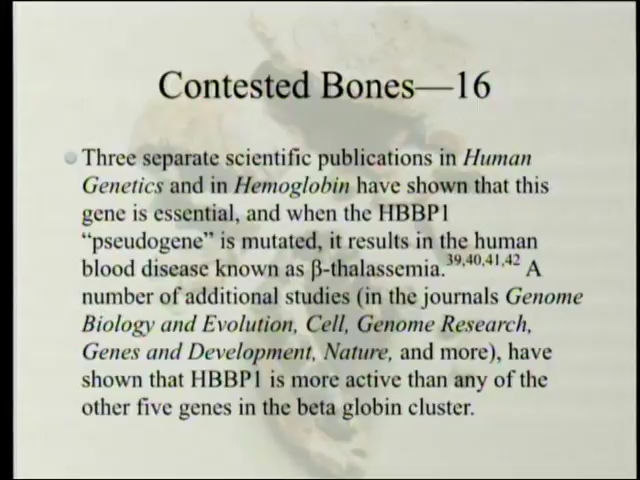 Contested Bones—16
Three separate scientific publications in Human
Genetics and in Hemoglobin have shown that this
gene is essential, and when the HBBP1
“pseudogene” is mutated, it results in the human
blood disease known as β-thalassemia.39,40,41,42 A
number of additional studies (in the journals Genome
Biology and Evolution, Cell, Genome Research,
Genes and Development, Nature, and more), have
shown that HBBP1 is more active than any of the
other five genes in the beta globin cluster.